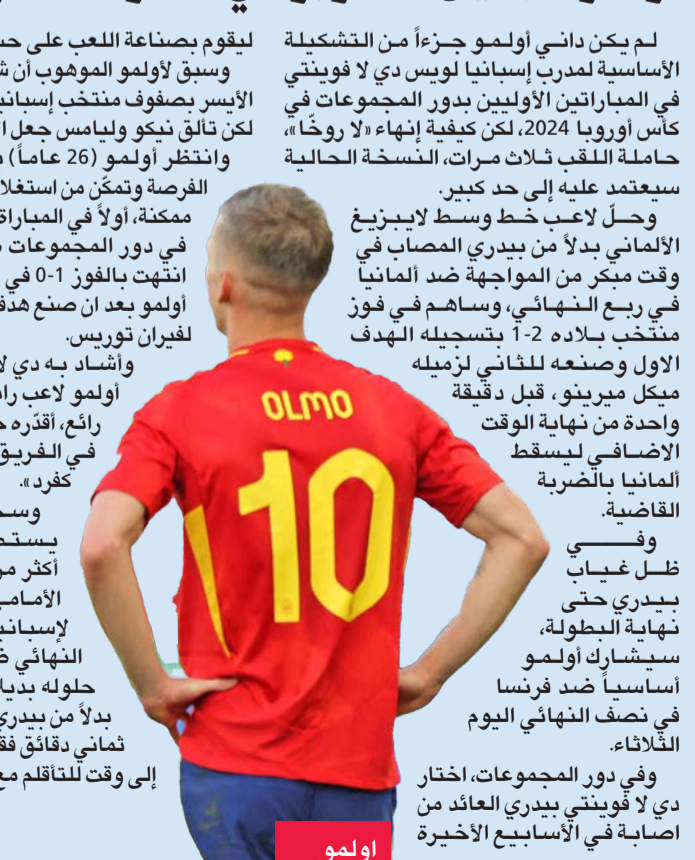 لم يكن داني أولمو جزءاً من التشكيلة
الأساسية لمدرب إسبانيا لويس دي لا فوينتي
في المباراتين الأوليين بدور المجموعات في
كأس أوروبا 2024، لكن كيفية إنهاء «لا روخّا»،
حاملة اللقب ثلاث مرات، النسخة الحالية
سيعتمد عليه إلى حد كبير.
وحلّ لاعب خط وسط لايبزيغ
الألماني بدلاً من بيدري المصاب في
وقت مبكر من المواجهة ضد ألمانيا
في ربع النهائي، وساهم في فوز
منتخب بلاده 2-1 بتسجيله الهدف
الاول وصنعه للثاني لزميله
ميكل ميرينو، قبل دقيقة
واحدة من نهاية الوقت
الاضافي ليسقط
ألمانيا بالضربة
القاضية.
وفي
ظل غياب
بيدري حتى
نهاية البطولة،
سيشارك أولمو
أساسياً ضد فرنسا
في نصف النهائي اليوم
الثلاثاء.
وفي دور المجموعات، اختار
دي لا فوينتي بيدري العائد من
اصابة في الأسابيع الأخيرة
ليقوم بصناعة اللعب على
وسبق لأولمو الموهوب أن
الأيسر بصفوف منتخب
لكن تألق نيكو وليامس جعل
وانتظر أولمو (26 عاماً)
الفرصة وتمكّن من
ممكنة، أولاً في المباراة
في دور المجموعات
انتهت بالفوز 1-0 في
أولمو بعد ان صنع
لفيران توريس.
وأشاد به دي
أولمو لاعب
رائع، أقدّره
في الفريق
كفرد».
أكثر
النهائي
حلوله
بدلاً من بيدري
ثماني دقائق
إلى وقت للتأقلم
OLMO
10
اولمو